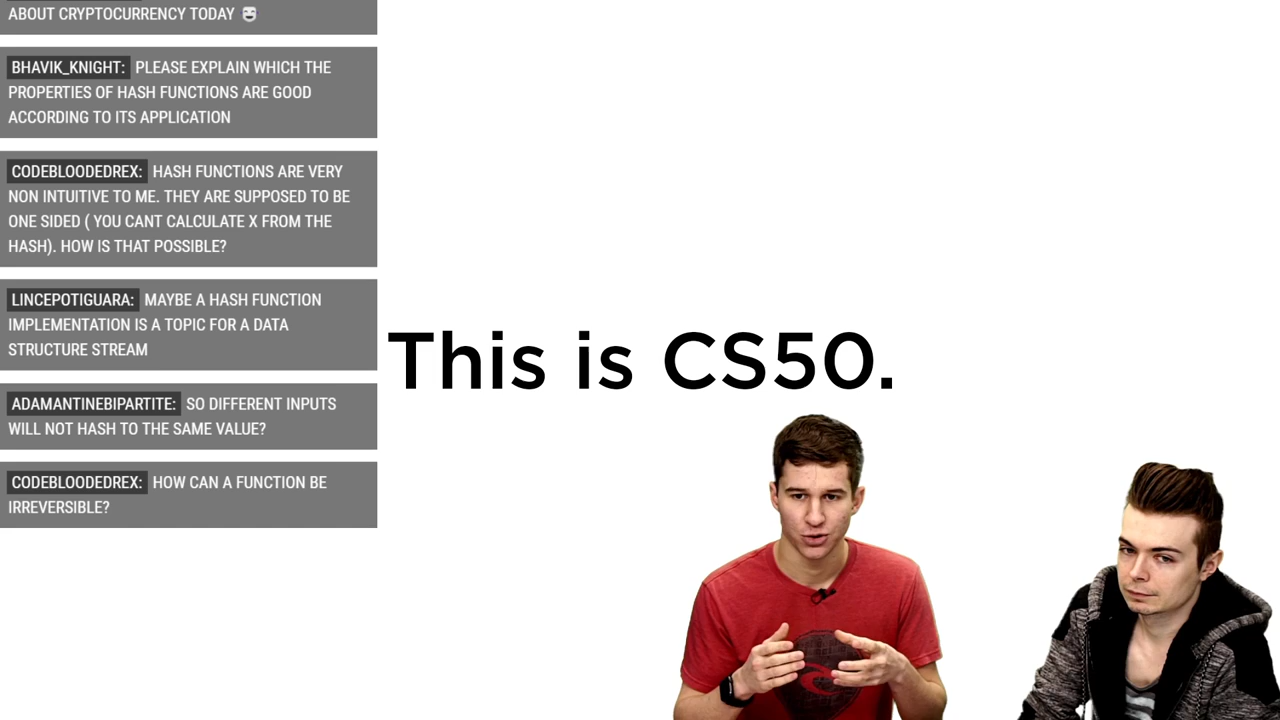 ABOUT CRYPTOCURRENCY TODAY
BHAVIK_KNIGHT: PLEASE EXPLAIN WHICH THE
PROPERTIES OF HASH FUNCTIONS ARE GOOD
ACCORDING TO ITS APPLICATION
CODEBLOODEDREX: HASH FUNCTIONS ARE VERY
NON INTUITIVE TO ME. THEY ARE SUPPOSED TO BE
ONE SIDED ( YOU CANT CALCULATE X FROM THE
HASH). HOW IS THAT POSSIBLE?
LINCEPOTIGUARA: MAYBE A HASH FUNCTION
IMPLEMENTATION IS A TOPIC FOR A DATA
STRUCTURE STREAM
ADAMANTINEBIPARTITE: SO DIFFERENT INPUTS
WILL NOT HASH TO THE SAME VALUE?
CODEBLOODEDREX: HOW CAN A FUNCTION BE
IRREVERSIBLE?
This is CS50.